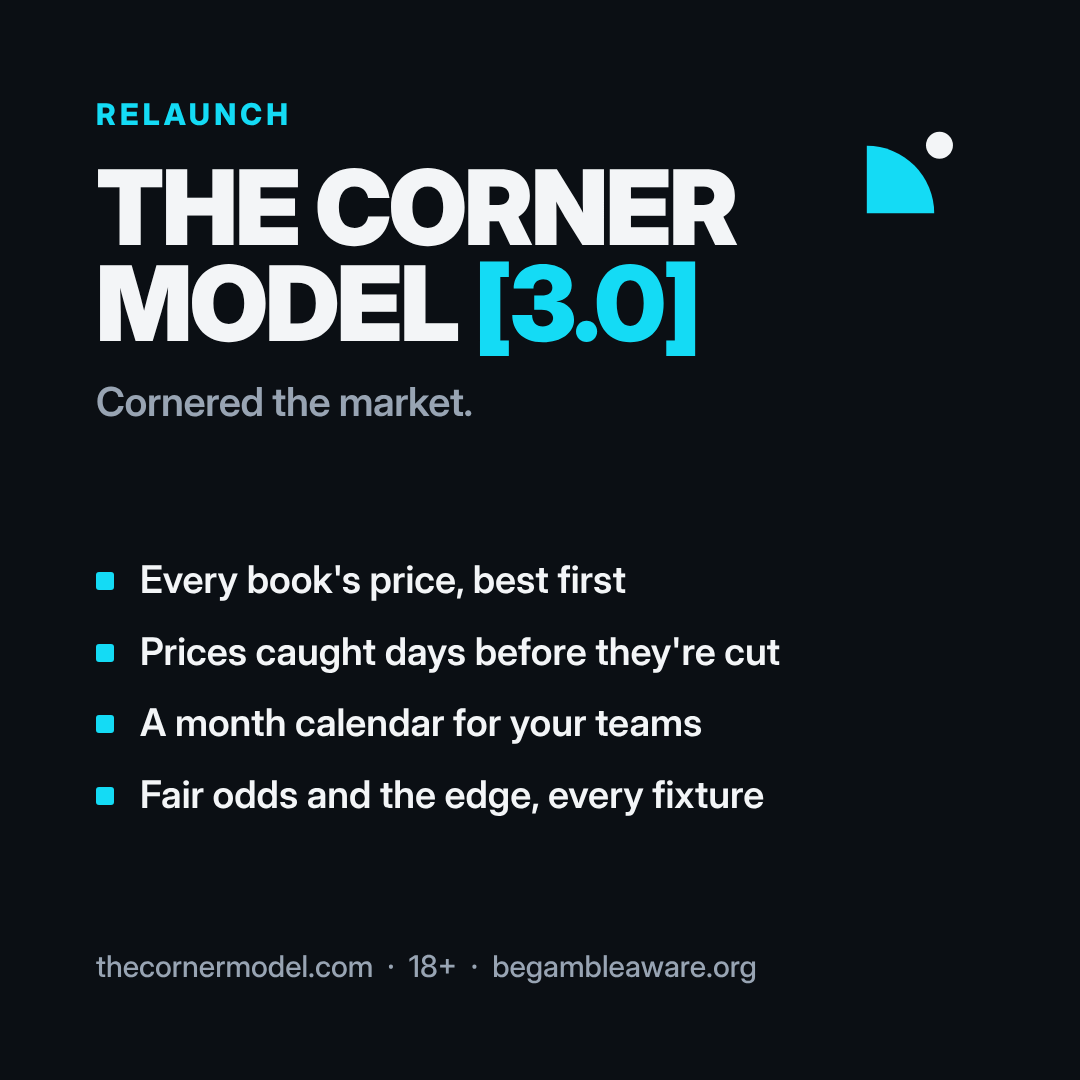 RELAUNCH
THE CORNER
MODEL [3.0]
Cornered the market.
Every book's price, best first
Prices caught days before they're cut
A month calendar for your teams
Fair odds and the edge, every fixture
thecornermodel.com · 18+ · begambleaware.org